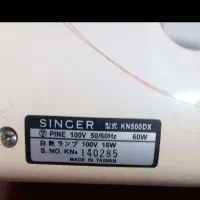 SINGER 型式 KN500DX
PINE 100V 50/60Hz 60W
白熱ランプ 100V 15W
S. NO. KNA 140285
MADE IN TAIWAN